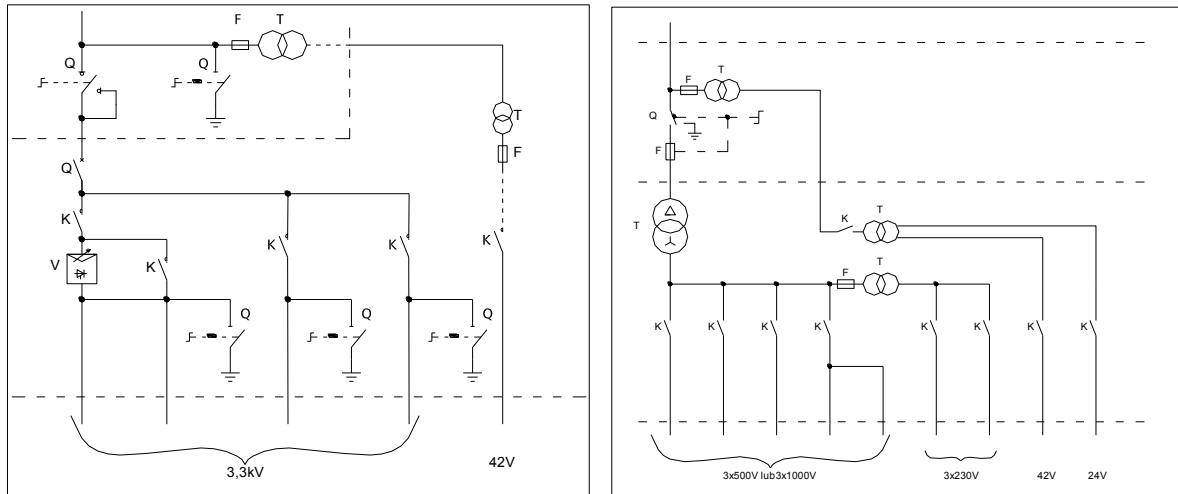 F T
Q Q
T
F
Q
K
K K K
V K
Q Q Q
3,3kV 42V
T
F
Q
F
T
K T
F T
K K K K K K K K
3x500V lub3x1000V 3x230V 42V 24V